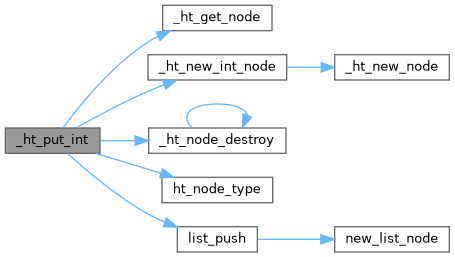 _ht_get_node
_ht_new_int_node
_ht_new_node
_ht_put_int
_ht_node_destroy
ht_node_type
list_push
new_list_node